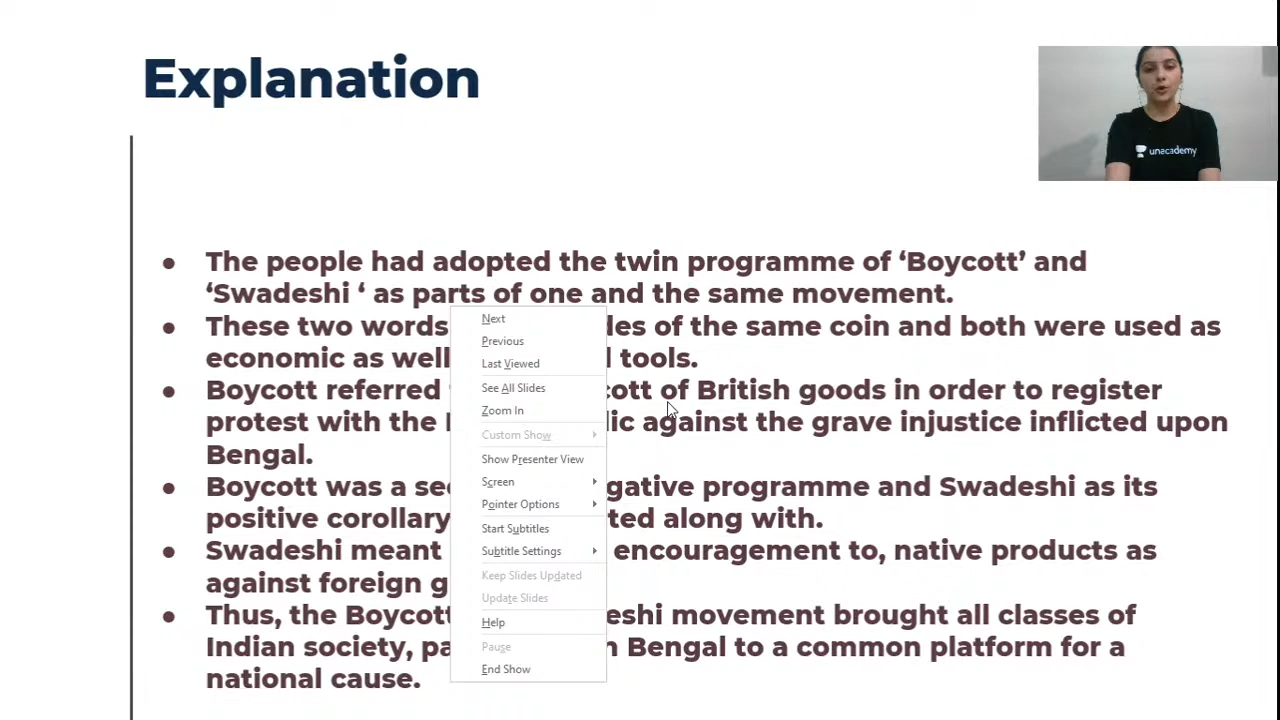 Explanation
unacademy
The people had adopted the twin programme of ‘Boycott’ and
‘Swadeshi ‘ as parts of one and the same movement.
These two words des of the same coin and both were used as
economic as well tools.
Boycott referred cott of British goods in order to register
protest with the lic against the grave injustice inflicted upon
Bengal.
Boycott was a se gative programme and Swadeshi as its
positive corollary ted along with.
Swadeshi meant encouragement to, native products as
against foreign g
Thus, the Boycott eshi movement brought all classes of
Indian society, pa n Bengal to a common platform for a
national cause.
Next
Previous
Last Viewed
See All Slides
Zoom In
Custom Show
Show Presenter View
Screen
Pointer Options
Start Subtitles
Subtitle Settings
Keep Slides Updated
Update Slides
Help
Pause
End Show